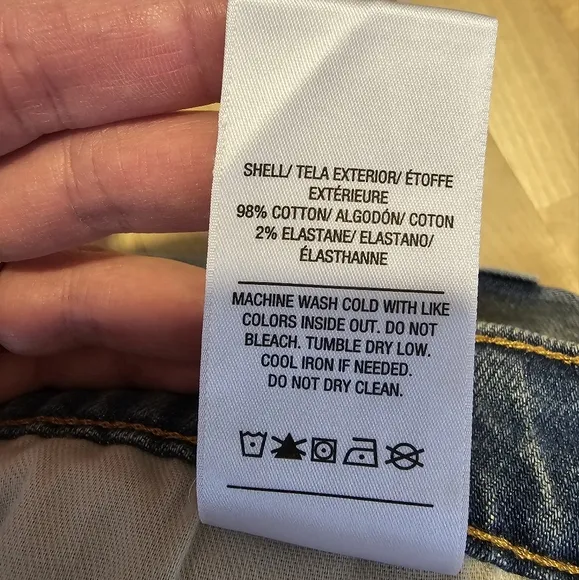 SHELL/ TELA EXTERIOR/ ÉTOFFE
EXTÉRIEURE
98% COTTON/ ALGODÓN/ COTON
2% ELASTANE/ ELASTANO/
ÉLASTHANNE
MACHINE WASH COLD WITH LIKE
COLORS INSIDE OUT. DO NOT
BLEACH. TUMBLE DRY LOW.
COOL IRON IF NEEDED.
DO NOT DRY CLEAN.